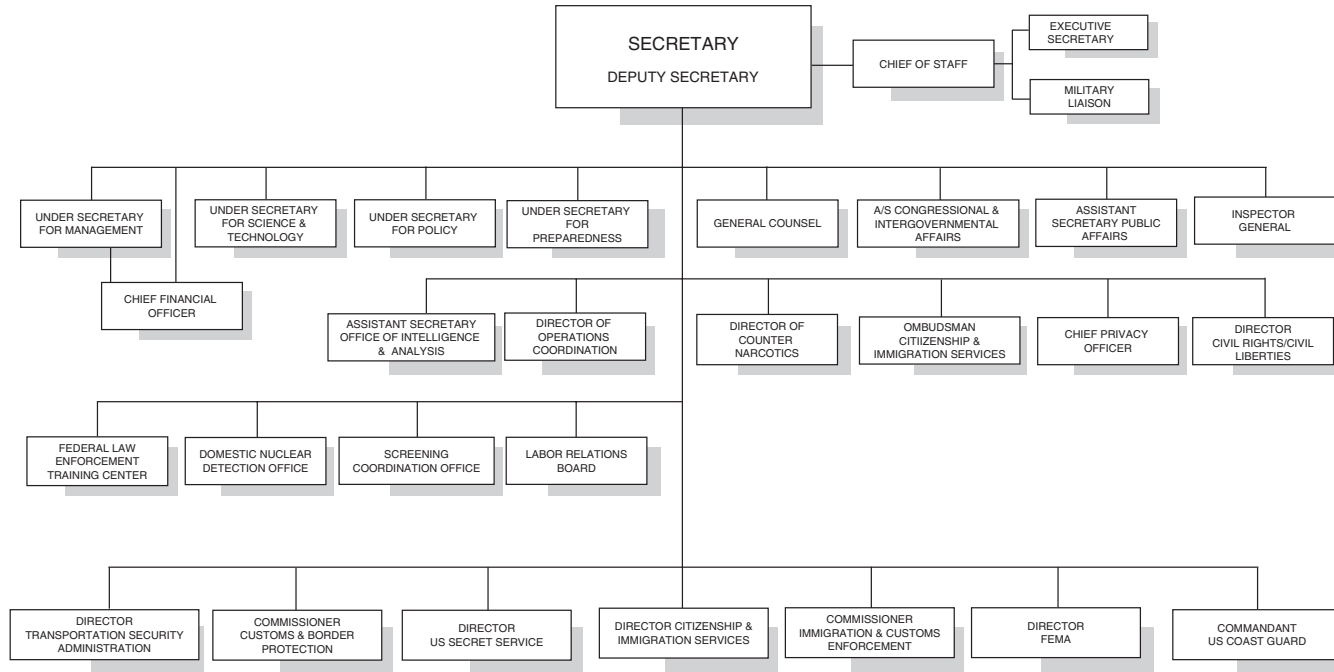 SECRETARY
DEPUTY SECRETARY
CHIEF OF STAFF
EXECUTIVE
SECRETARY
MILITARY
LIAISON
UNDER SECRETARY
FOR MANAGEMENT
UNDER SECRETARY
FOR SCIENCE &
TECHNOLOGY
UNDER SECRETARY
FOR POLICY
UNDER SECRETARY
FOR
PREPAREDNESS
GENERAL COUNSEL
A/S CONGRESSIONAL &
INTERGOVERNMENTAL
AFFAIRS
ASSISTANT
SECRETARY PUBLIC
AFFAIRS
INSPECTOR
GENERAL
CHIEF FINANCIAL
OFFICER
ASSISTANT SECRETARY
OFFICE OF INTELLIGENCE
& ANALYSIS
DIRECTOR OF
OPERATIONS
COORDINATION
DIRECTOR OF
COUNTER
NARCOTICS
OMBUDSMAN
CITIIZENSHIP &
IMMIGRATION SERVICES
CHIEF PRIVACY
OFFICER
DIRECTOR
CIVIL RIGHTS/CIVIL
LIBERTIES
FEDERAL LAW
ENFORCEMENT
TRAINING CENTER
DOMESTIC NUCLEAR
DETECTION OFFICE
SCREENING
COORDINATION OFFICE
LABOR RELATIONS
BOARD
DIRECTOR
TRANSPORTATION SECURITY
ADMINISTRATION
COMMISSIONER
CUSTOMS & BORDER
PROTECTION
DIRECTOR
US SECRET SERVICE
DIRECTOR CITIZENSHIP &
IMMIGRATION SERVICES
COMMISSIONER
IMMIGRATION & CUSTOMS
ENFORCEMENT
DIRECTOR
FEMA
COMMANDANT
US COAST GUARD